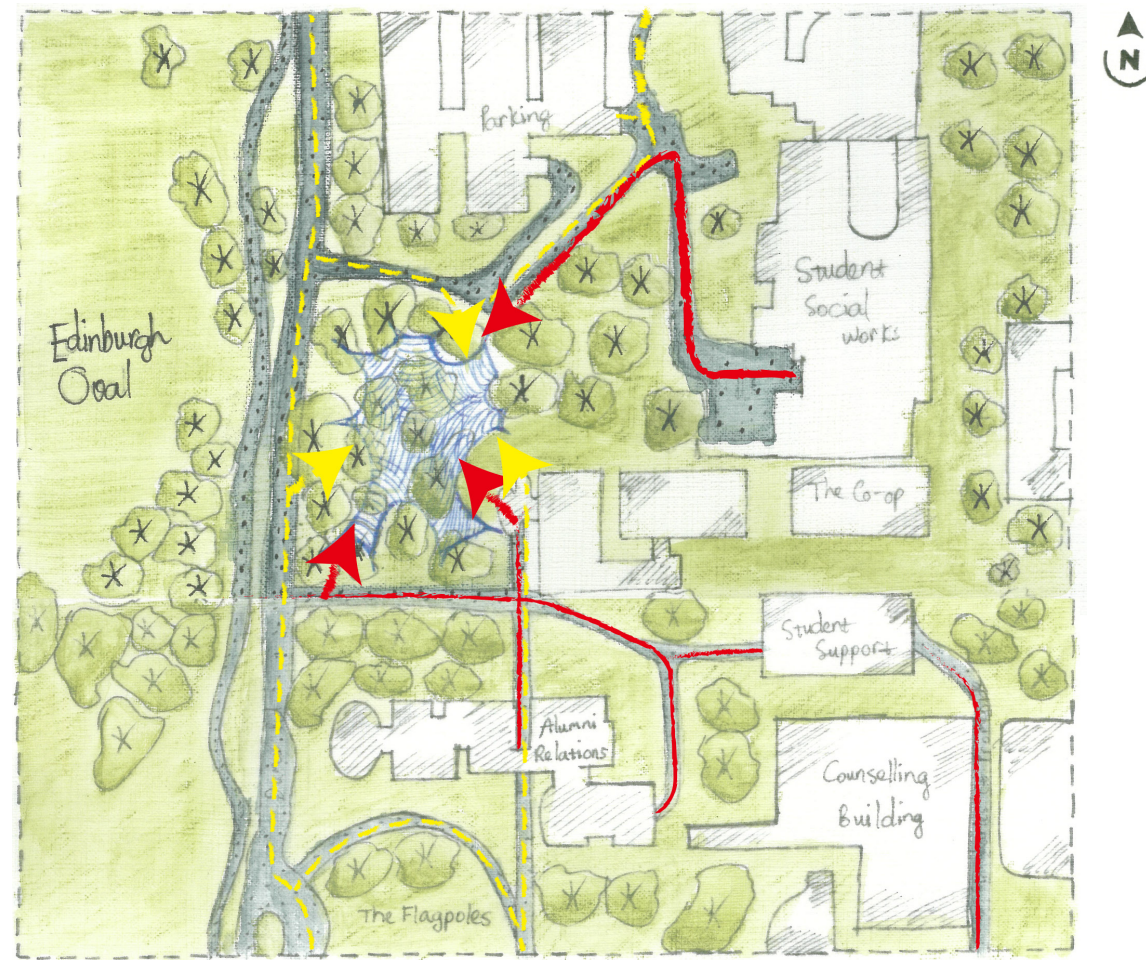 N
Parking
Edinburgh
Oval
Student
Social
works
The Co-op
Student
Support
Alumni
Relations
Counselling
Building
The Flagpoles